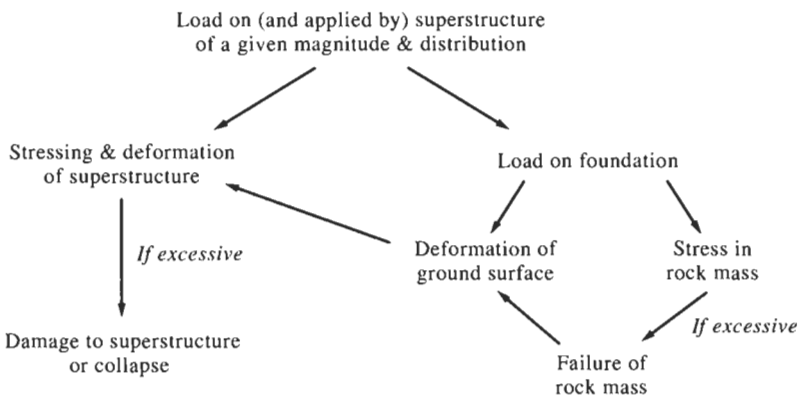 Load on (and applied by) superstructure
of a given magnitude & distribution
Stressing & deformation
of superstructure
Load on foundation
If excessive
Deformation of
ground surface
Stress in
rock mass
If excessive
Damage to superstructure
or collapse
Failure of
rock mass